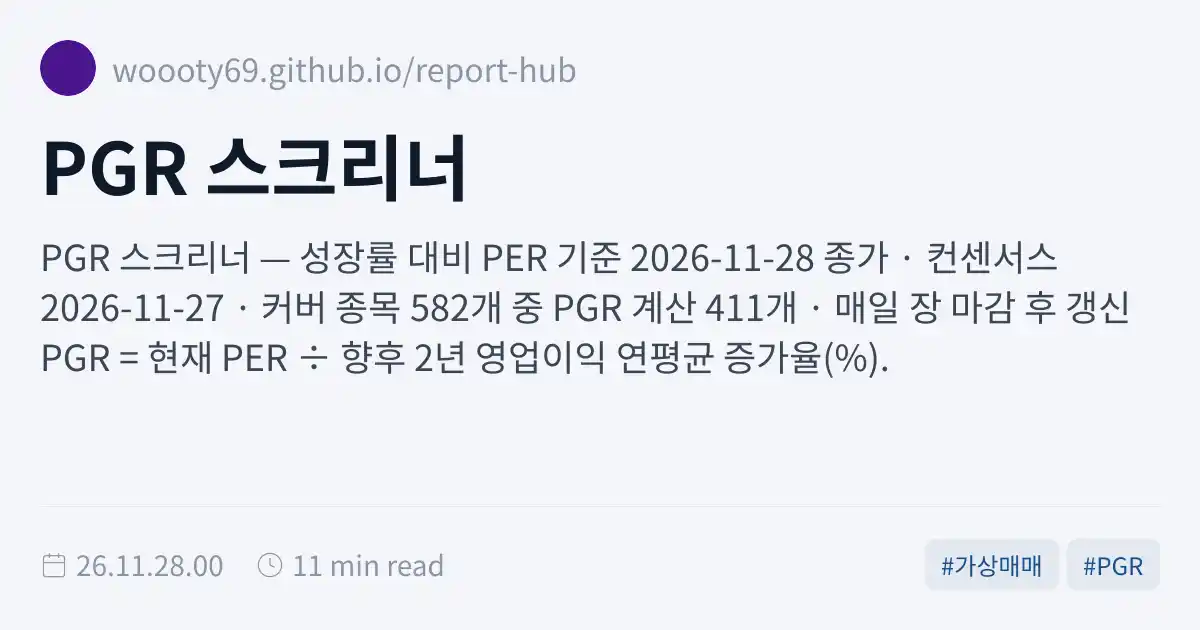 woooty69.github.io/report-hub
PGR 스크리너
PGR 스크리너 — 성장률 대비 PER 기준 2026-11-28 종가 · 컨센서스
2026-11-27 · 커버 종목 582개 중 PGR 계산 411개 · 매일 장 마감 후 갱신
PGR = 현재 PER ÷ 향후 2년 영업이익 연평균 증가율(%).
26.11.28.00
11 min read
#가상매매
#PGR